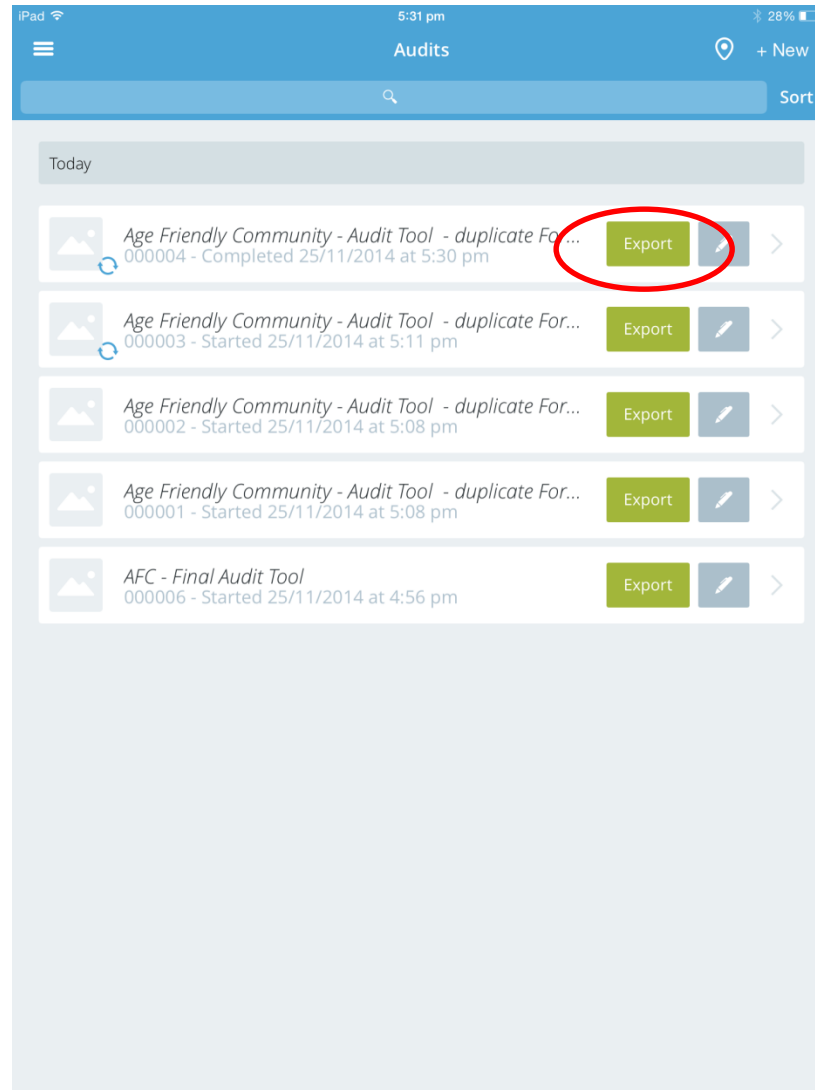 iPad 5:31 pm 28%
Audits + New
Sort
Today
Age Friendly Community - Audit Tool - duplicate Fo...
000004 - Completed 25/11/2014 at 5:30 pm
Export
Age Friendly Community - Audit Tool - duplicate For...
000003 - Started 25/11/2014 at 5:11 pm
Export
Age Friendly Community - Audit Tool - duplicate For...
000002 - Started 25/11/2014 at 5:08 pm
Export
Age Friendly Community - Audit Tool - duplicate For...
000001 - Started 25/11/2014 at 5:08 pm
Export
AFC - Final Audit Tool
000006 - Started 25/11/2014 at 4:56 pm
Export